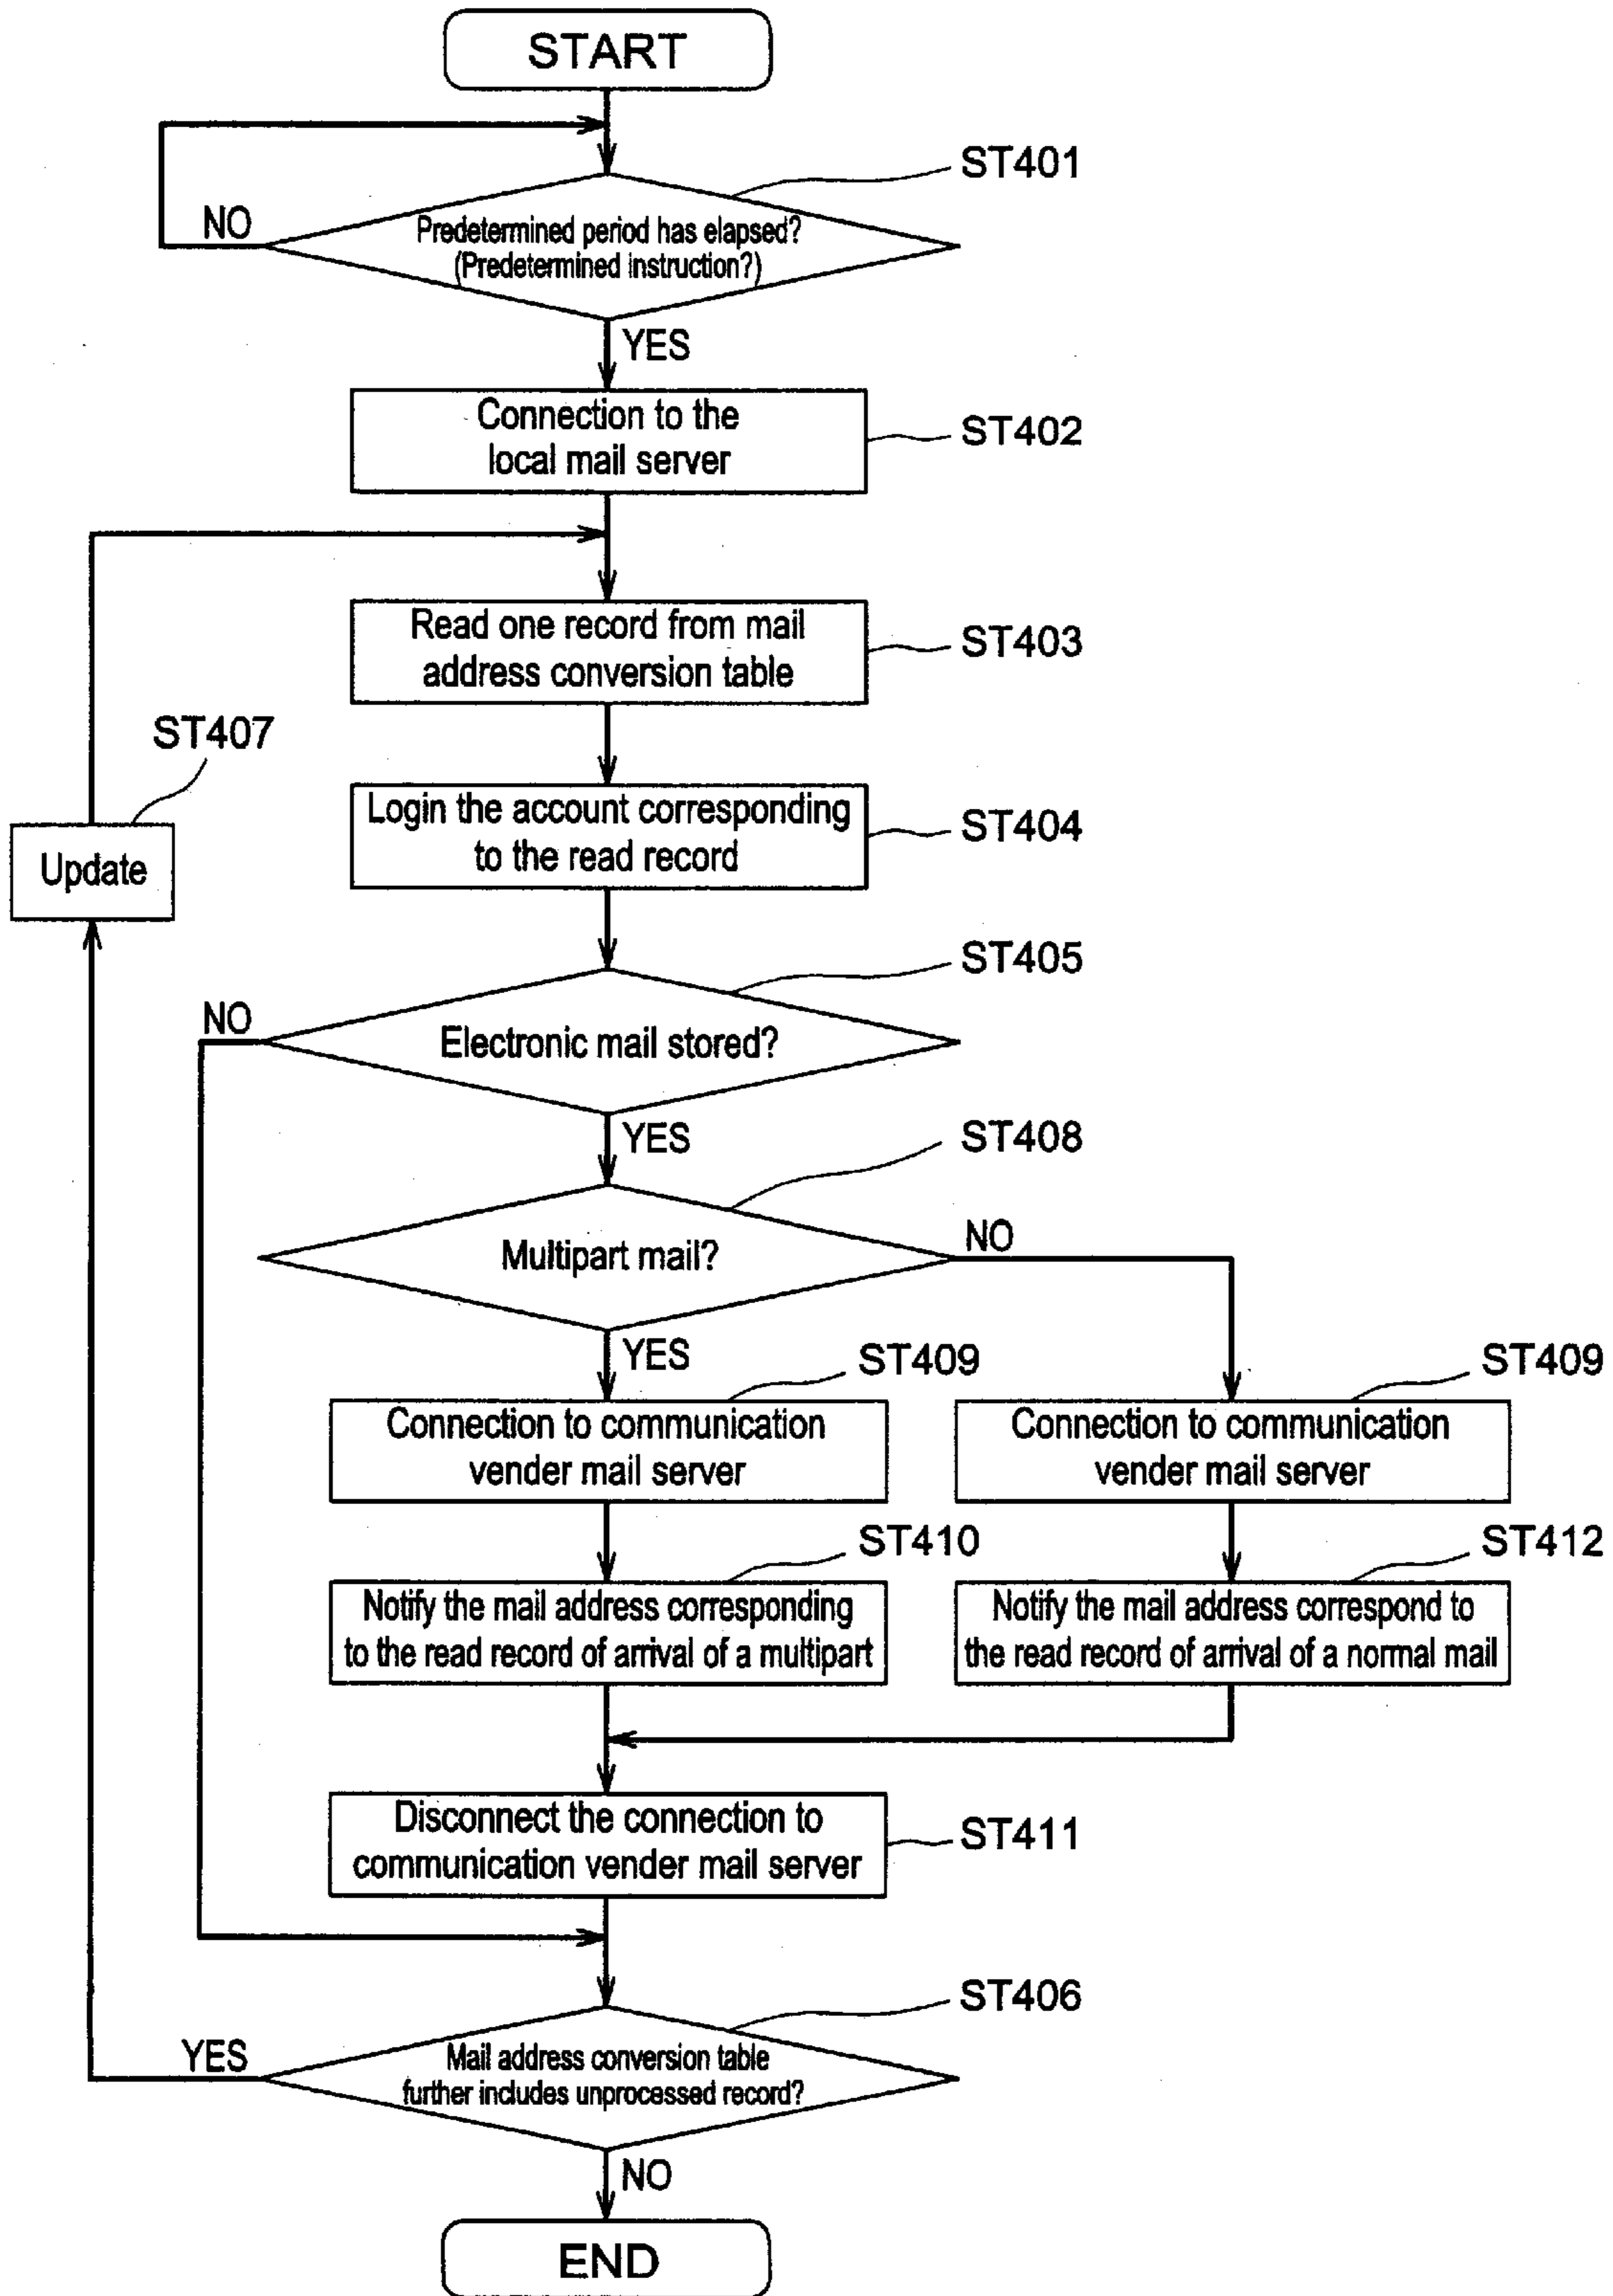 START
ST401
NO
Predetermined period has elapsed?
(Predetermined instruction?)
YES
Connection to the
local mail server
ST402
Read one record from mail
address conversion table
ST403
ST407
Update
Login the account corresponding
to the read record
ST404
ST405
NO
Electronic mail stored?
YES
ST408
Multipart mail?
NO
YES
ST409
ST409
Connection to communication
vender mail server
Connection to communication
vender mail server
ST410
ST412
Notify the mail address corresponding
to the read record of arrival of a multipart
Notify the mail address correspond to
the read record of arrival of a normal mail
Disconnect the connection to
communication vender mail server
ST411
ST406
YES
Mail address conversion table
further includes unprocessed record?
NO
END